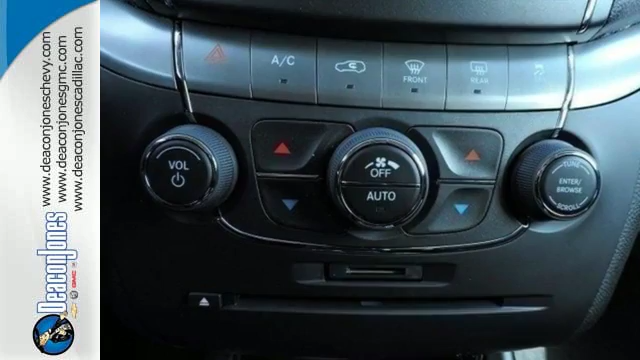 www.deaconjoneschevy.com
www.deaconjonesgmc.com
www.deaconjonescadillac.com
DeaconJones
GMC
A/C
FRONT
REAR
VOL
OFF
AUTO
TUNE
ENTER/
BROWSE
SCROLL